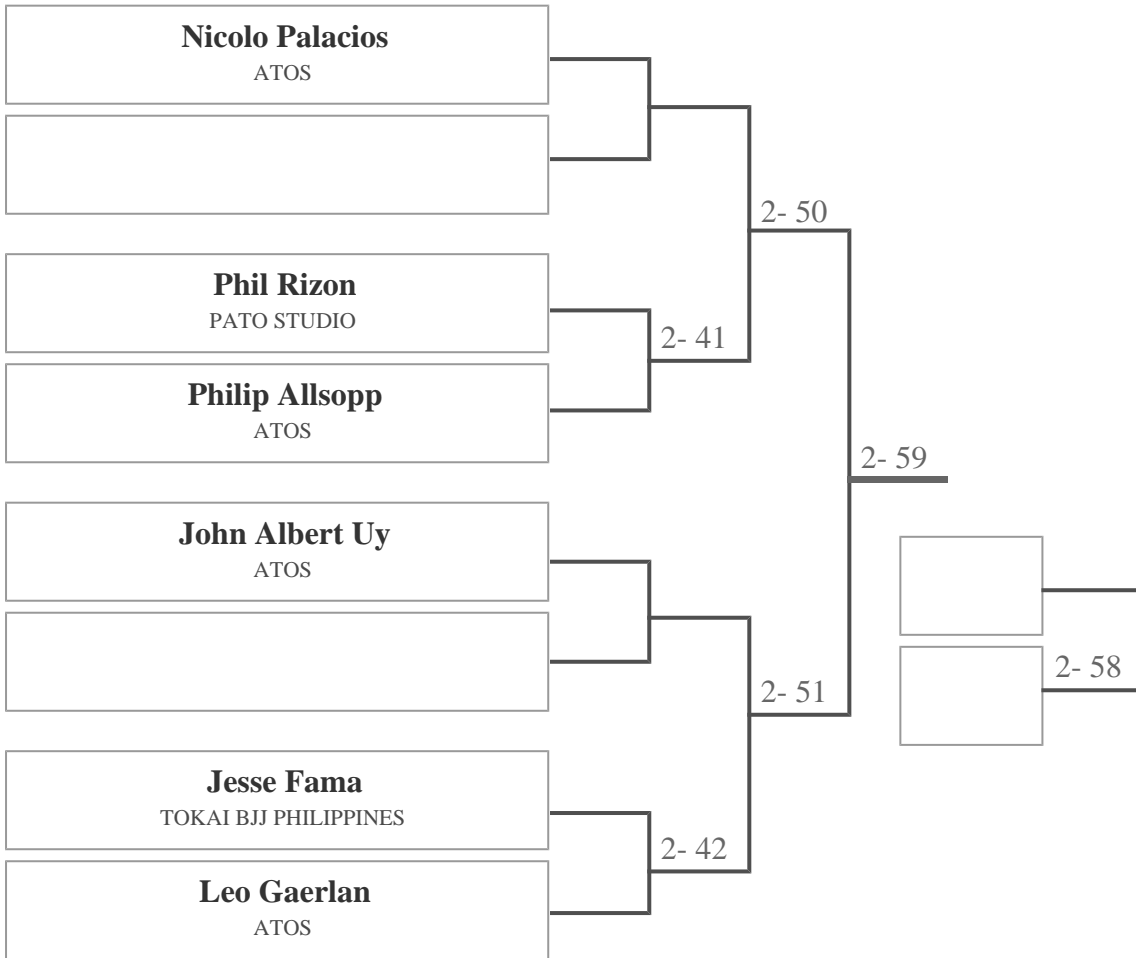 Nicolo Palacios
ATOS
2- 50
Phil Rizon
PATO STUDIO
2- 41
Philip Allsopp
ATOS
2- 59
John Albert Uy
ATOS
2- 58
2- 51
Jesse Fama
TOKAI BJJ PHILIPPINES
2- 42
Leo Gaerlan
ATOS